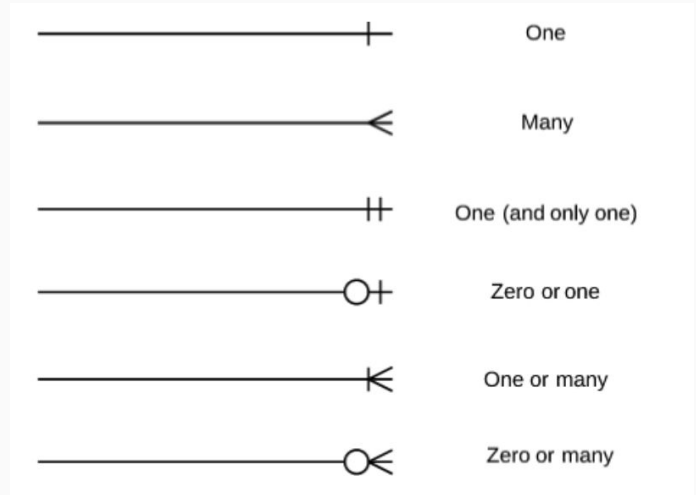 One
Many
One (and only one)
Zero or one
One or many
Zero or many